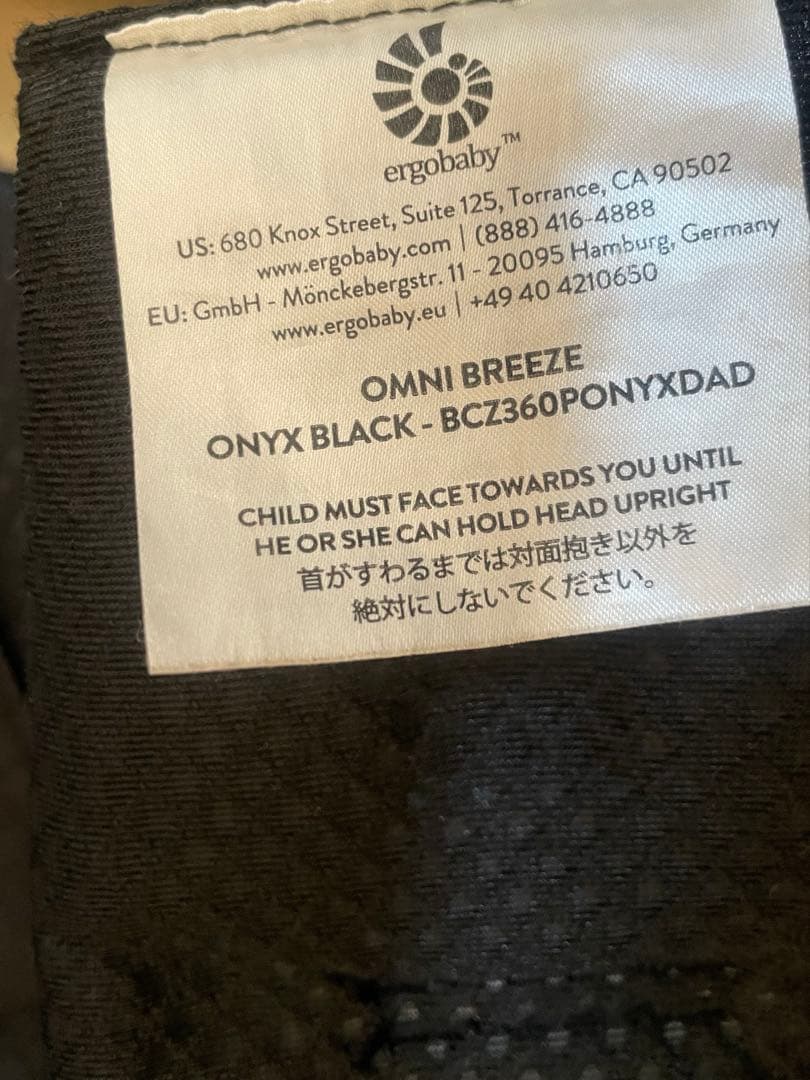 ergobaby™
US: 680 Knox Street, Suite 125, Torrance, CA 90502
www.ergobaby.com | (888) 416-4888
EU: GmbH - Mönckebergstr. 11 - 20095 Hamburg, Germany
www.ergobaby.eu | +49 40 4210650
OMNI BREEZE
ONYX BLACK - BCZ360PONYXDAD
CHILD MUST FACE TOWARDS YOU UNTIL
HE OR SHE CAN HOLD HEAD UPRIGHT
首がすわるまでは対面抱き以外を
絶対にしないでください。